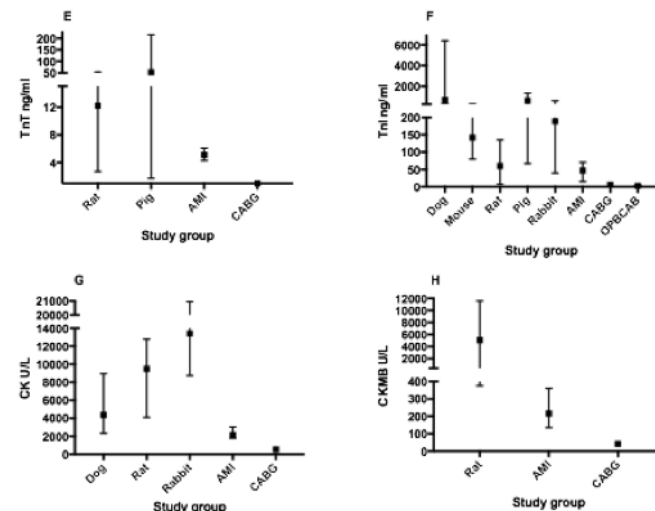 E
TnT ng/ml
200
150
100
50
12
4
Rat Pig AMI CABG
Study group
F
TnI ng/ml
6000
2000
200
150
100
50
0
Dog Mouse Rat Pig Rabbit AMI CABG OPBCAB
Study group
G
CK U/L
21000
20000
14000
12000
10000
8000
6000
4000
2000
0
Dog Rat Rabbit AMI CABG
Study group
H
CKMB U/L
12000
10000
8000
6000
4000
2000
400
300
200
100
0
Rat AMI CABG
Study group